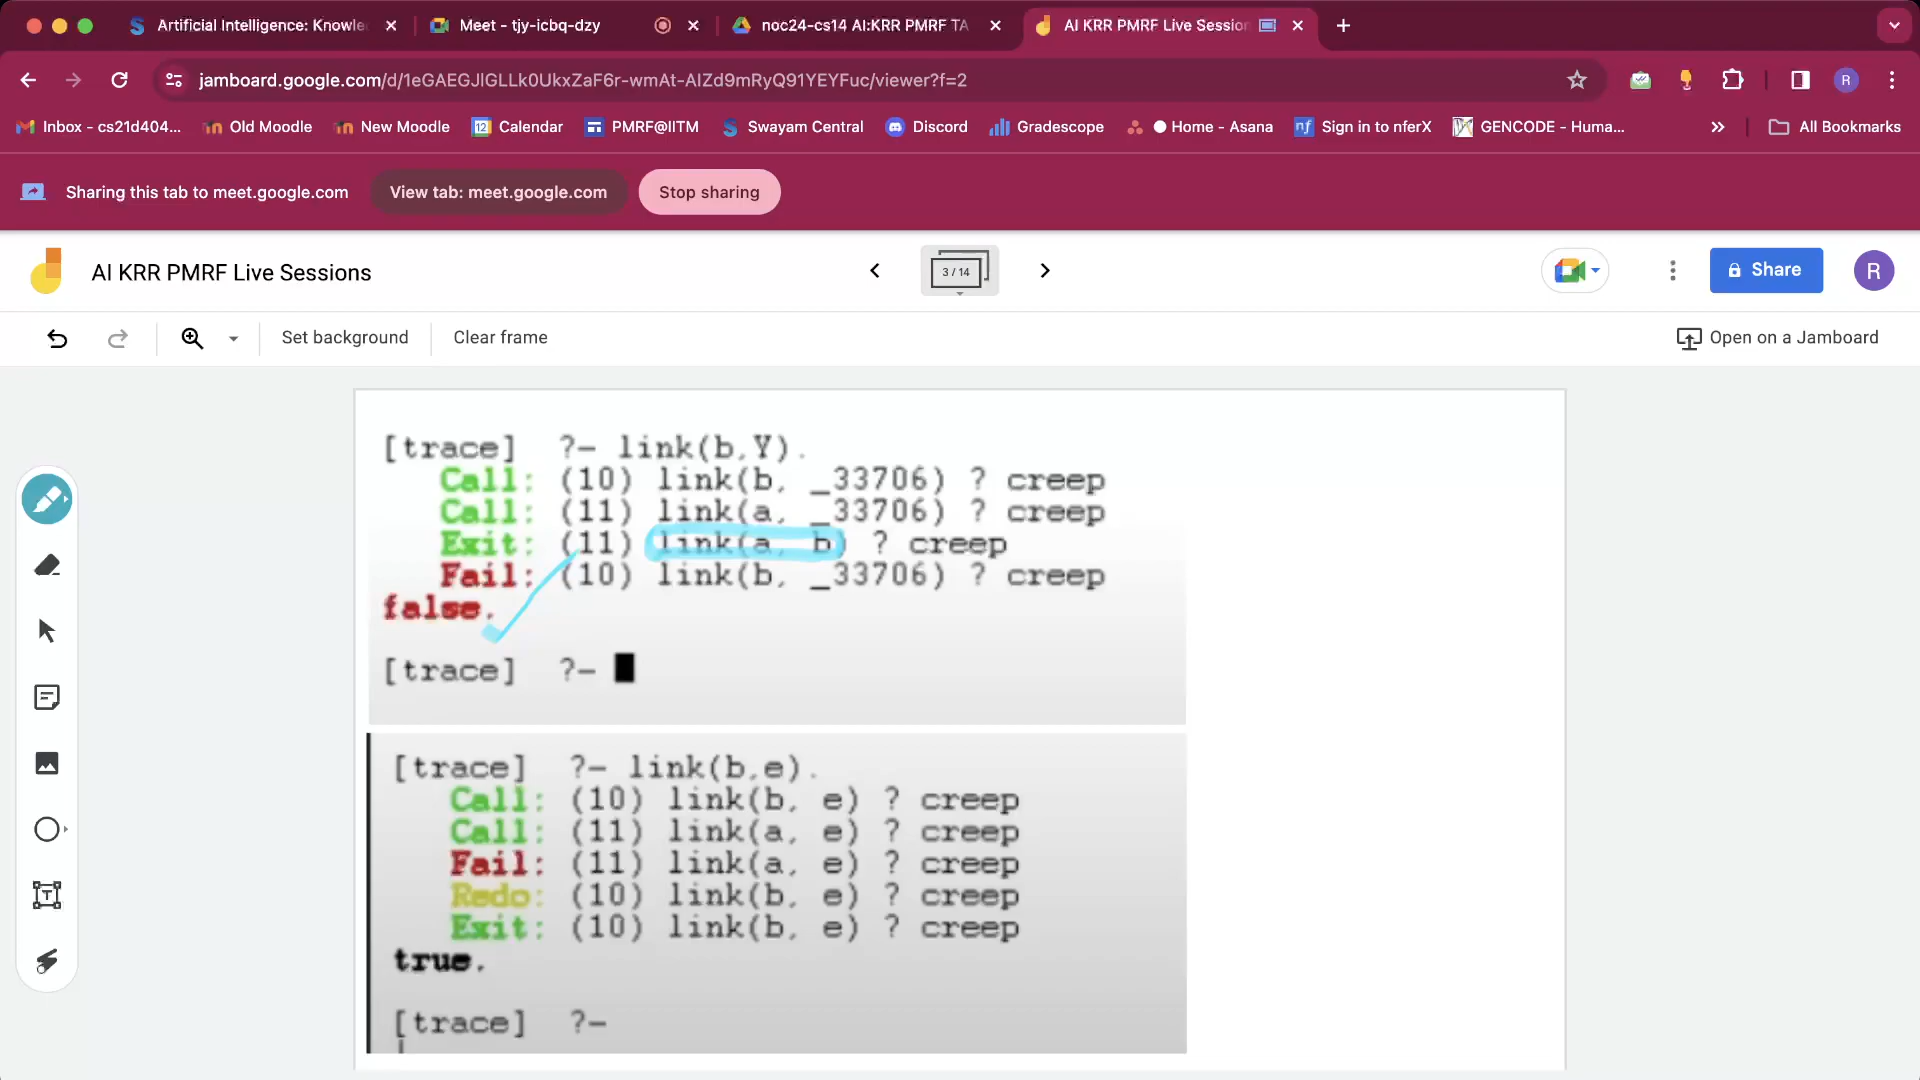 Artificial Intelligence: Knowle
Meet - tjy-icbq-dzy
noc24-cs14 AI:KRR PMRF TA
AI KRR PMRF Live Session
jamboard.google.com/d/1eGAEGJlGLLk0UkxZaF6r-wmAt-AIZd9mRyQ91YEYFuc/viewer?f=2
R
Inbox - cs21d404...
Old Moodle
New Moodle
12
Calendar
PMRF@IITM
Swayam Central
Discord
Gradescope
Home - Asana
nf
Sign in to nferX
GENCODE - Huma...
All Bookmarks
Sharing this tab to meet.google.com
View tab: meet.google.com
Stop sharing
AI KRR PMRF Live Sessions
3 / 14
Share
R
Set background
Clear frame
Open on a Jamboard
[trace] ?- link(b,Y).
Call: (10) link(b, _33706) ? creep
Call: (11) link(a, _33706) ? creep
Exit: (11) link(a, b) ? creep
Fail: (10) link(b, _33706) ? creep
false.
[trace] ?-
[trace] ?- link(b,e).
Call: (10) link(b, e) ? creep
Call: (11) link(a, e) ? creep
Fail: (11) link(a, e) ? creep
Redo: (10) link(b, e) ? creep
Exit: (10) link(b, e) ? creep
true.
[trace] ?-